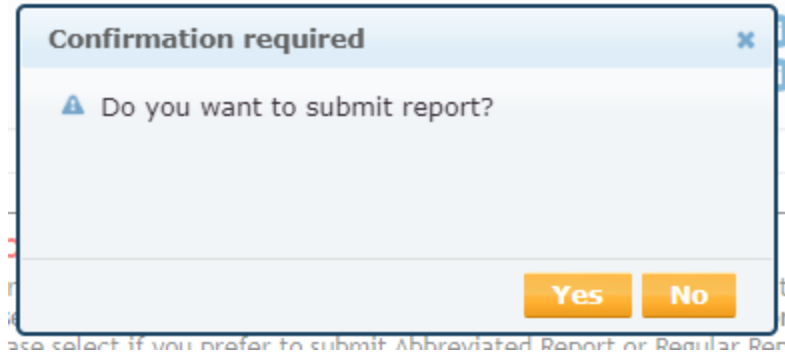 Confirmation required
Do you want to submit report?
Yes No
ase select if you prefer to submit Abbreviated Report or Regular Rep